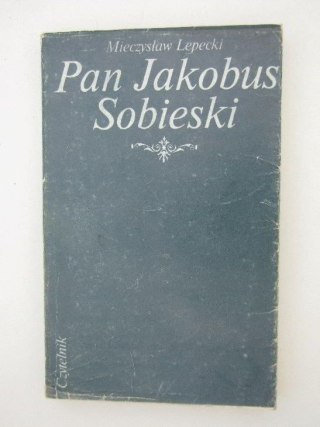 Mieczysław Lepecki
Pan Jakobus
Sobieski
Czytelnik